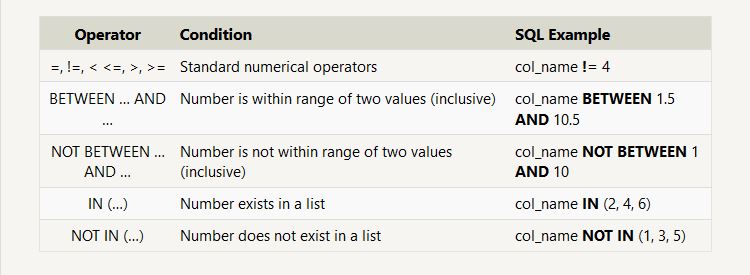 Operator Condition SQL Example
=, !=, < <=, >, >= Standard numerical operators col_name != 4
BETWEEN … AND Number is within range of two values (inclusive) col_name BETWEEN 1.5
… AND 10.5
NOT BETWEEN … Number is not within range of two values col_name NOT BETWEEN 1
AND … (inclusive) AND 10
IN (…) Number exists in a list col_name IN (2, 4, 6)
NOT IN (…) Number does not exist in a list col_name NOT IN (1, 3, 5)